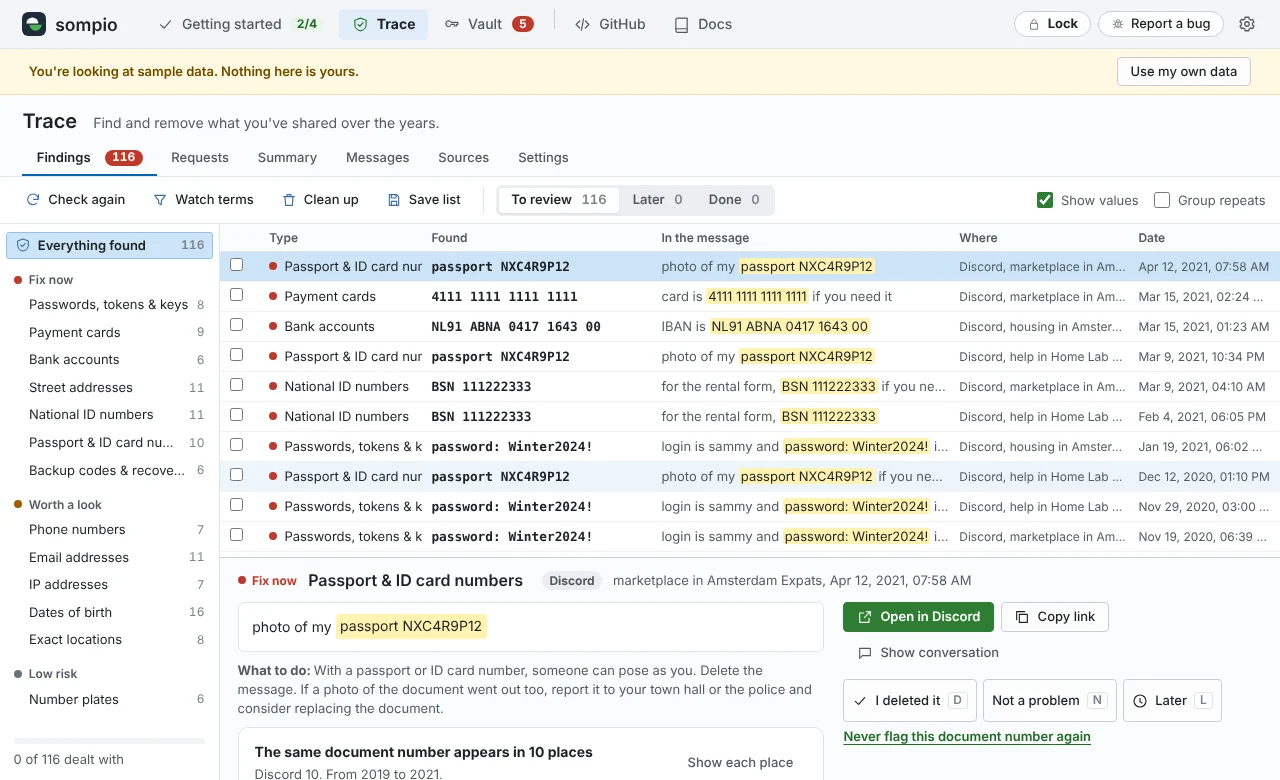 sompio
Getting started 2/4
Trace
Vault 5
GitHub
Docs
Lock
Report a bug
You're looking at sample data. Nothing here is yours.
Use my own data
Trace Find and remove what you've shared over the years.
Findings 116 Requests Summary Messages Sources Settings
Check again Watch terms Clean up Save list To review 116 Later 0 Done 0 Show values Group repeats
Everything found 116
Fix now
Passwords, tokens & keys 8
Payment cards 9
Bank accounts 6
Street addresses 11
National ID numbers 11
Passport & ID card nu... 10
Backup codes & recove... 6
Worth a look
Phone numbers 7
Email addresses 11
IP addresses 7
Dates of birth 16
Exact locations 8
Low risk
Number plates 6
0 of 116 dealt with
Type Found In the message Where Date
Passport & ID card nur passport NXC4R9P12 photo of my passport NXC4R9P12 Discord, marketplace in Am... Apr 12, 2021, 07:58 AM
Payment cards 4111 1111 1111 1111 card is 4111 1111 1111 1111 if you need it Discord, marketplace in Am... Mar 15, 2021, 02:24 ...
Bank accounts NL91 ABNA 0417 1643 00 IBAN is NL91 ABNA 0417 1643 00 Discord, housing in Amster... Mar 15, 2021, 01:23 AM
Passport & ID card nur passport NXC4R9P12 photo of my passport NXC4R9P12 Discord, help in Home Lab ... Mar 9, 2021, 10:34 PM
National ID numbers BSN 111222333 for the rental form, BSN 111222333 if you ne... Discord, marketplace in Am... Mar 9, 2021, 04:10 AM
National ID numbers BSN 111222333 for the rental form, BSN 111222333 Discord, help in Home Lab ... Feb 4, 2021, 06:05 PM
Passwords, tokens & k password: Winter2024! login is sammy and password: Winter2024! i... Discord, housing in Amster... Jan 19, 2021, 06:02 ...
Passport & ID card nur passport NXC4R9P12 photo of my passport NXC4R9P12 if you ne... Discord, help in Home Lab ... Dec 12, 2020, 01:10 PM
Passwords, tokens & k password: Winter2024! login is sammy and password: Winter2024! i... Discord, help in Home Lab ... Nov 29, 2020, 03:00 ...
Passwords, tokens & k password: Winter2024! login is sammy and password: Winter2024! i... Discord, marketplace in Am... Nov 19, 2020, 06:39 ...
Fix now Passport & ID card numbers Discord marketplace in Amsterdam Expats, Apr 12, 2021, 07:58 AM
photo of my passport NXC4R9P12
What to do: With a passport or ID card number, someone can pose as you. Delete the
message. If a photo of the document went out too, report it to your town hall or the police and
consider replacing the document.
The same document number appears in 10 places
Discord 10. From 2019 to 2021.
Show each place
Open in Discord Copy link
Show conversation
I deleted it D Not a problem N Later L
Never flag this document number again